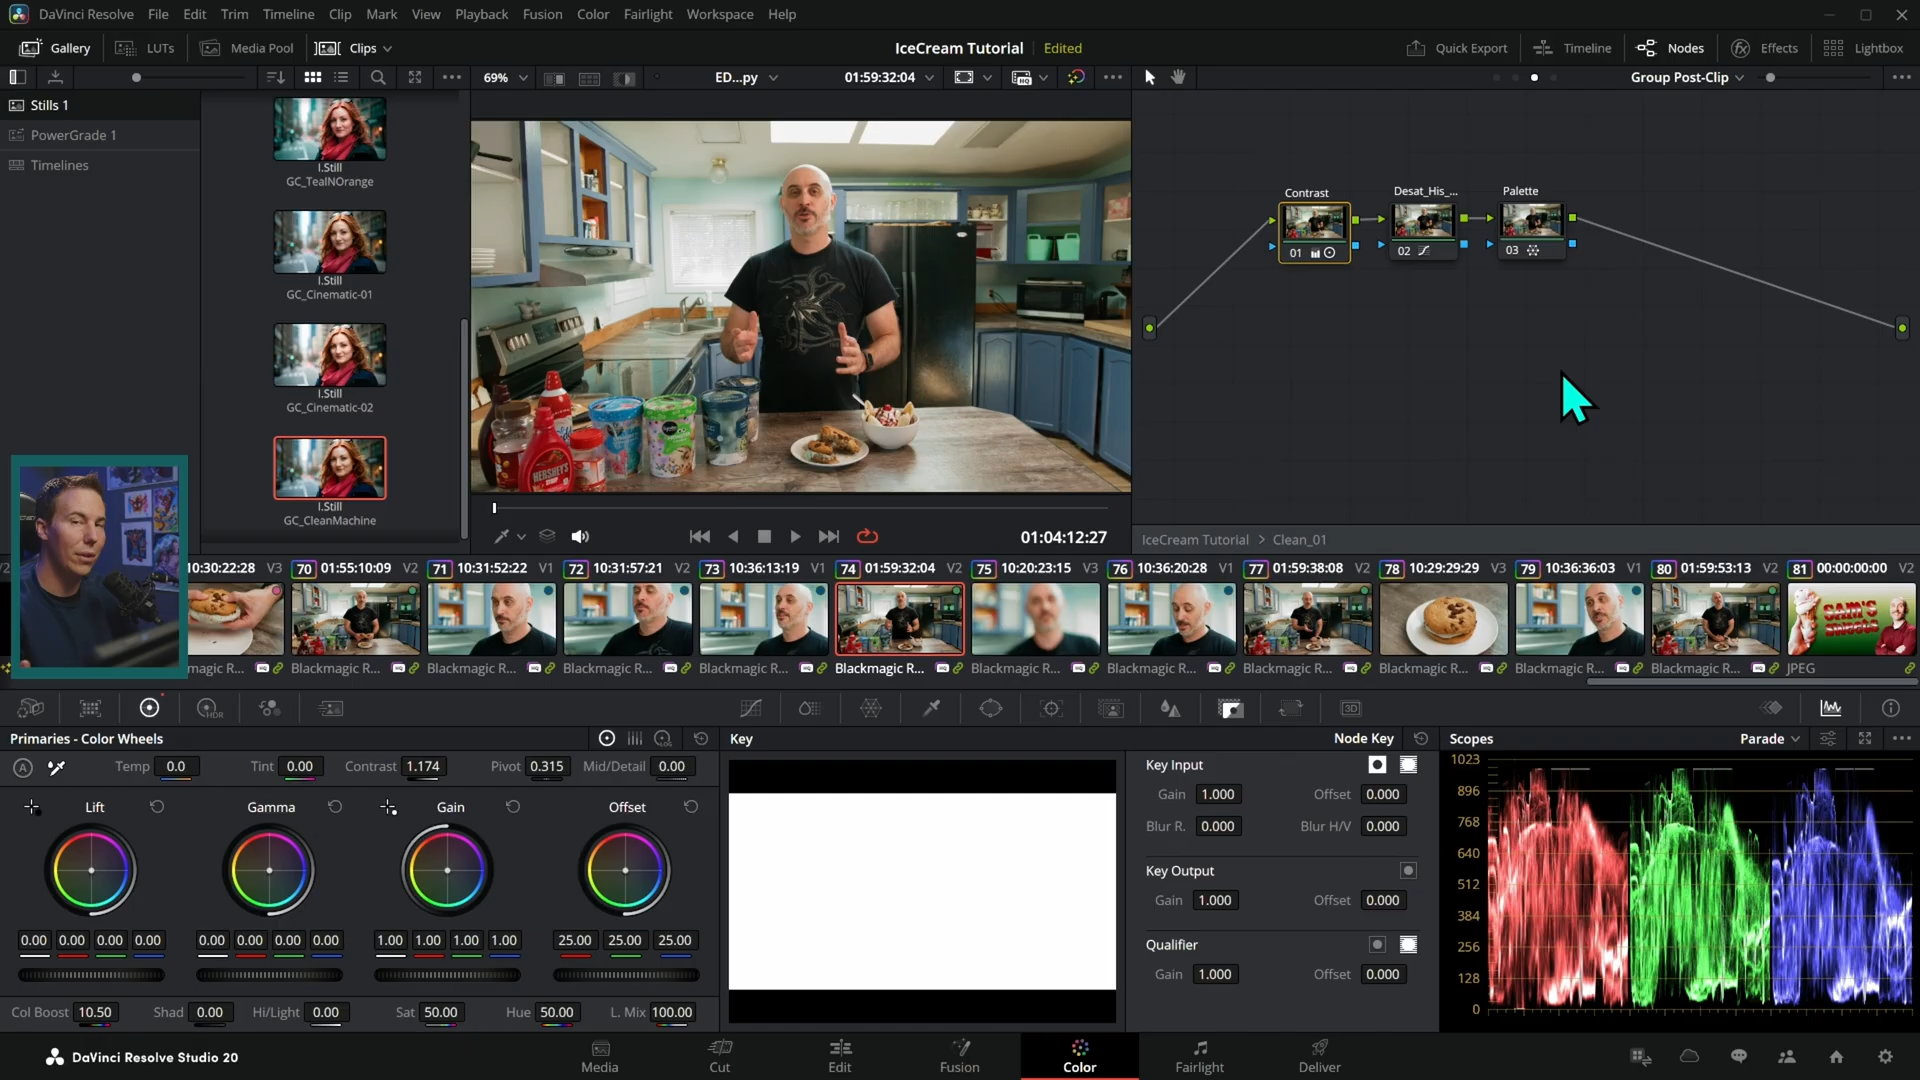 DaVinci Resolve File Edit Trim Timeline Clip Mark View Playback Fusion Color Fairlight Workspace Help
Gallery LUTs Media Pool Clips IceCream Tutorial Edited Quick Export Timeline Nodes Effects Lightbox
69% ED...py 01:59:32:04 Group Post-Clip
Stills 1
PowerGrade 1
Timelines
I.Still
GC_TealNOrange
I.Still
GC_Cinematic-01
I.Still
GC_Cinematic-02
I.Still
GC_CleanMachine
HERSHEY'S
Contrast Desat_His_... Palette
01 02 03
01:04:12:27
IceCream Tutorial > Clean_01
10:30:22:28 V3 70 01:55:10:09 V2 71 10:31:52:22 V1 72 10:31:57:21 V2 73 10:36:13:19 V1 74 01:59:32:04 V2 75 10:20:23:15 V3 76 10:36:20:28 V1 77 01:59:38:08 V2 78 10:29:29:29 V3 79 10:36:36:03 V1 80 01:59:53:13 V2 81 00:00:00:00 V2
SAM'S
SWEETS
magic R... Blackmagic R... Blackmagic R... Blackmagic R... Blackmagic R... Blackmagic R... Blackmagic R... Blackmagic R... Blackmagic R... Blackmagic R... Blackmagic R... Blackmagic R... JPEG
HDR 3D
Primaries - Color Wheels Key Node Key Scopes Parade
A Temp 0.0 Tint 0.00 Contrast 1.174 Pivot 0.315 Mid/Detail 0.00
Lift Gamma Gain Offset
0.00 0.00 0.00 0.00 0.00 0.00 0.00 0.00 1.00 1.00 1.00 1.00 25.00 25.00 25.00
Col Boost 10.50 Shad 0.00 Hi/Light 0.00 Sat 50.00 Hue 50.00 L. Mix 100.00
Key Input
Gain 1.000 Offset 0.000
Blur R. 0.000 Blur H/V 0.000
Key Output
Gain 1.000 Offset 0.000
Qualifier
Gain 1.000 Offset 0.000
1023
896
768
640
512
384
256
128
0
DaVinci Resolve Studio 20 Media Cut Edit Fusion Color Fairlight Deliver